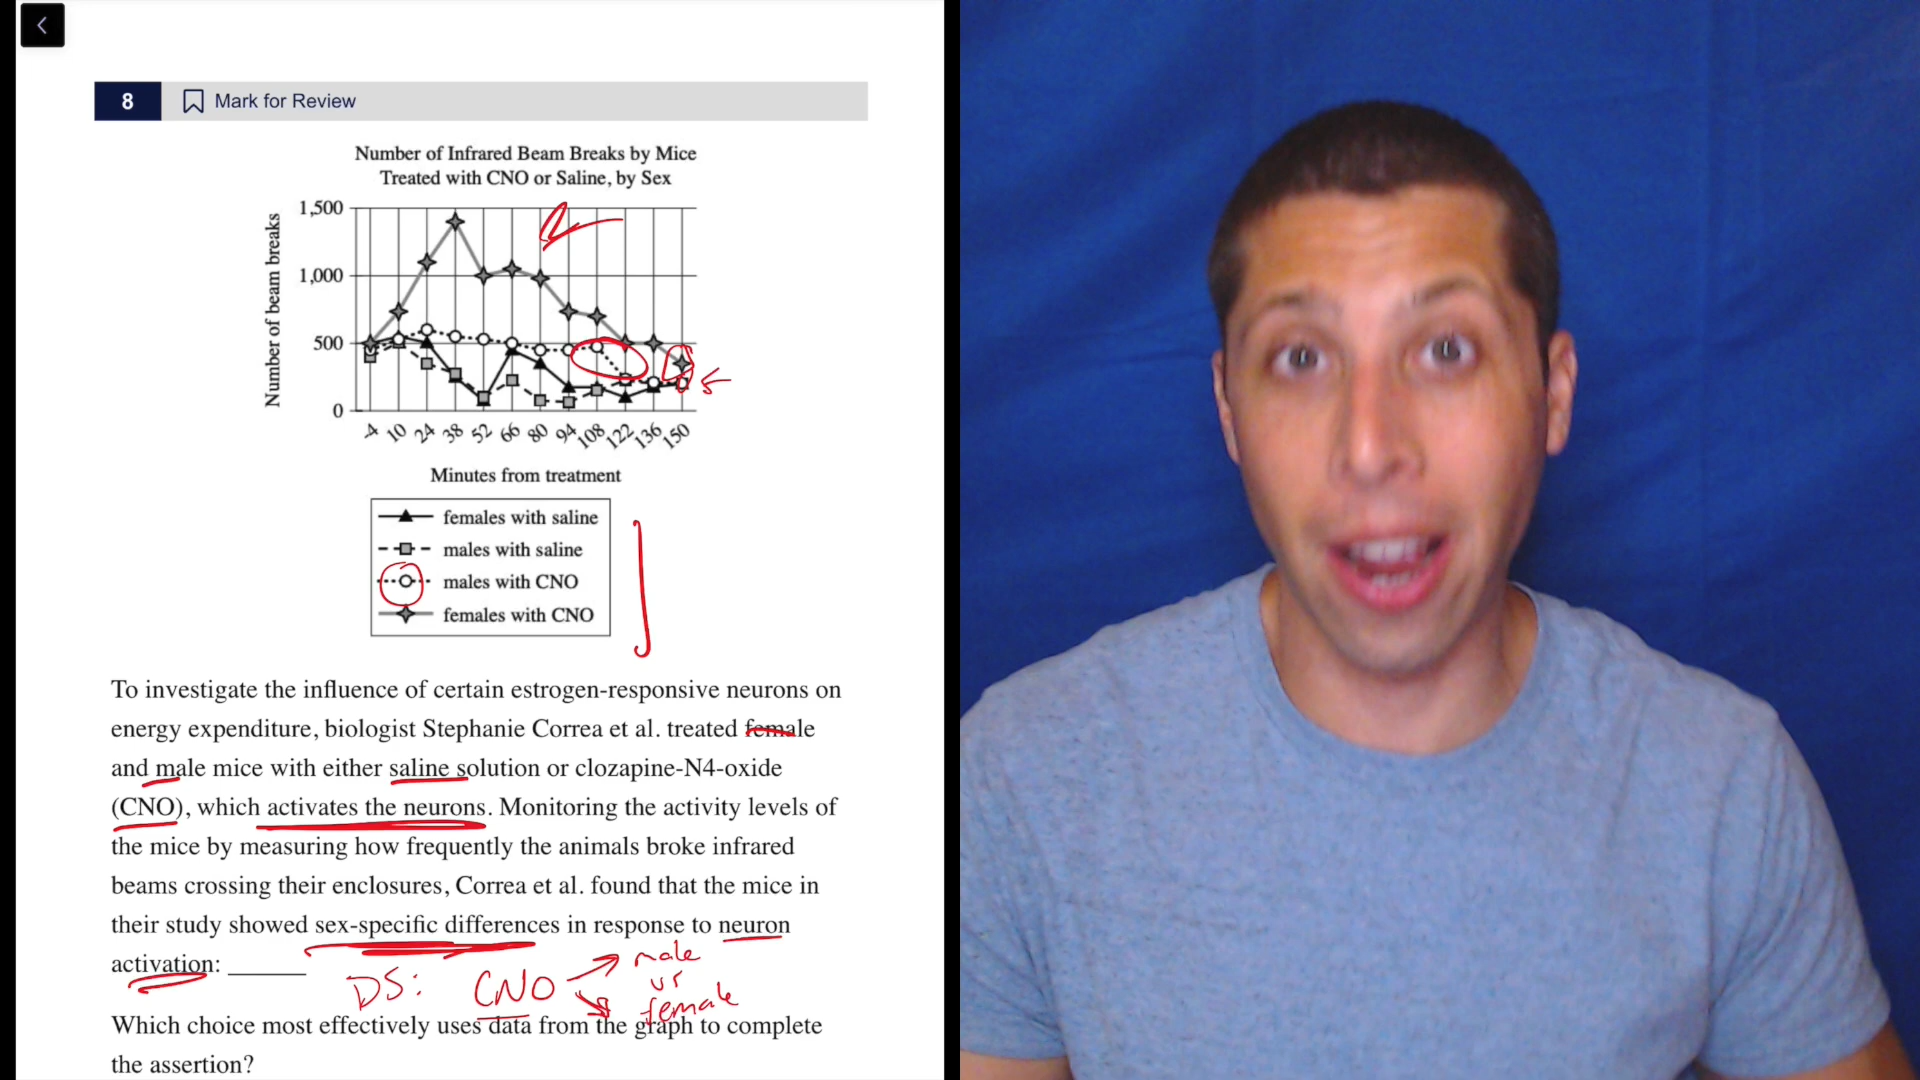 8 Mark for Review
Number of Infrared Beam Breaks by Mice
Treated with CNO or Saline, by Sex
Number of beam breaks
1,500
1,000
500
0
-4 10 24 38 52 66 80 94 108 122 136 150
Minutes from treatment
females with saline
males with saline
males with CNO
females with CNO
To investigate the influence of certain estrogen-responsive neurons on
energy expenditure, biologist Stephanie Correa et al. treated female
and male mice with either saline solution or clozapine-N4-oxide
(CNO), which activates the neurons. Monitoring the activity levels of
the mice by measuring how frequently the animals broke infrared
beams crossing their enclosures, Correa et al. found that the mice in
their study showed sex-specific differences in response to neuron
activation: ______
DS: CNO male
vs
female
Which choice most effectively uses data from the graph to complete
the assertion?